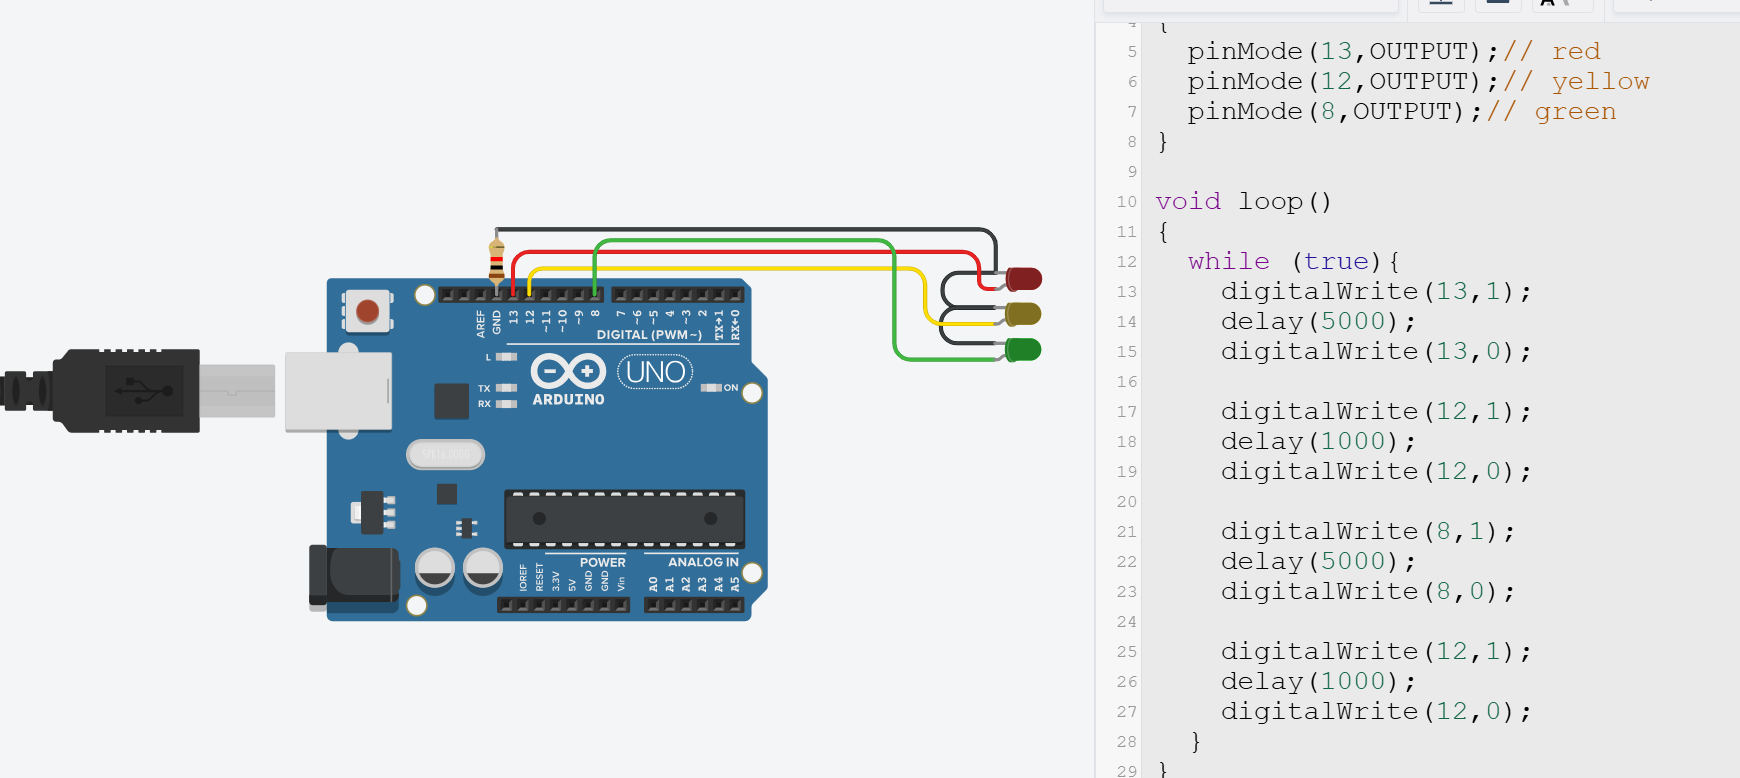 4 {
5 pinMode(13,OUTPUT);// red
6 pinMode(12,OUTPUT);// yellow
7 pinMode(8,OUTPUT);// green
8 }
9
10 void loop()
11 {
12 while (true){
13 digitalWrite(13,1);
14 delay(5000);
15 digitalWrite(13,0);
16
17 digitalWrite(12,1);
18 delay(1000);
19 digitalWrite(12,0);
20
21 digitalWrite(8,1);
22 delay(5000);
23 digitalWrite(8,0);
24
25 digitalWrite(12,1);
26 delay(1000);
27 digitalWrite(12,0);
28 }
29 }
AREF
GND
13
12
~11
~10
~9
8
7
~6
~5
4
~3
2
TX→1
RX←0
DIGITAL (PWM~)
L
TX
RX
UNO
ON
ARDUINO
POWER
ANALOG IN
IOREF
RESET
3.3V
5V
GND
GND
Vin
A0
A1
A2
A3
A4
A5